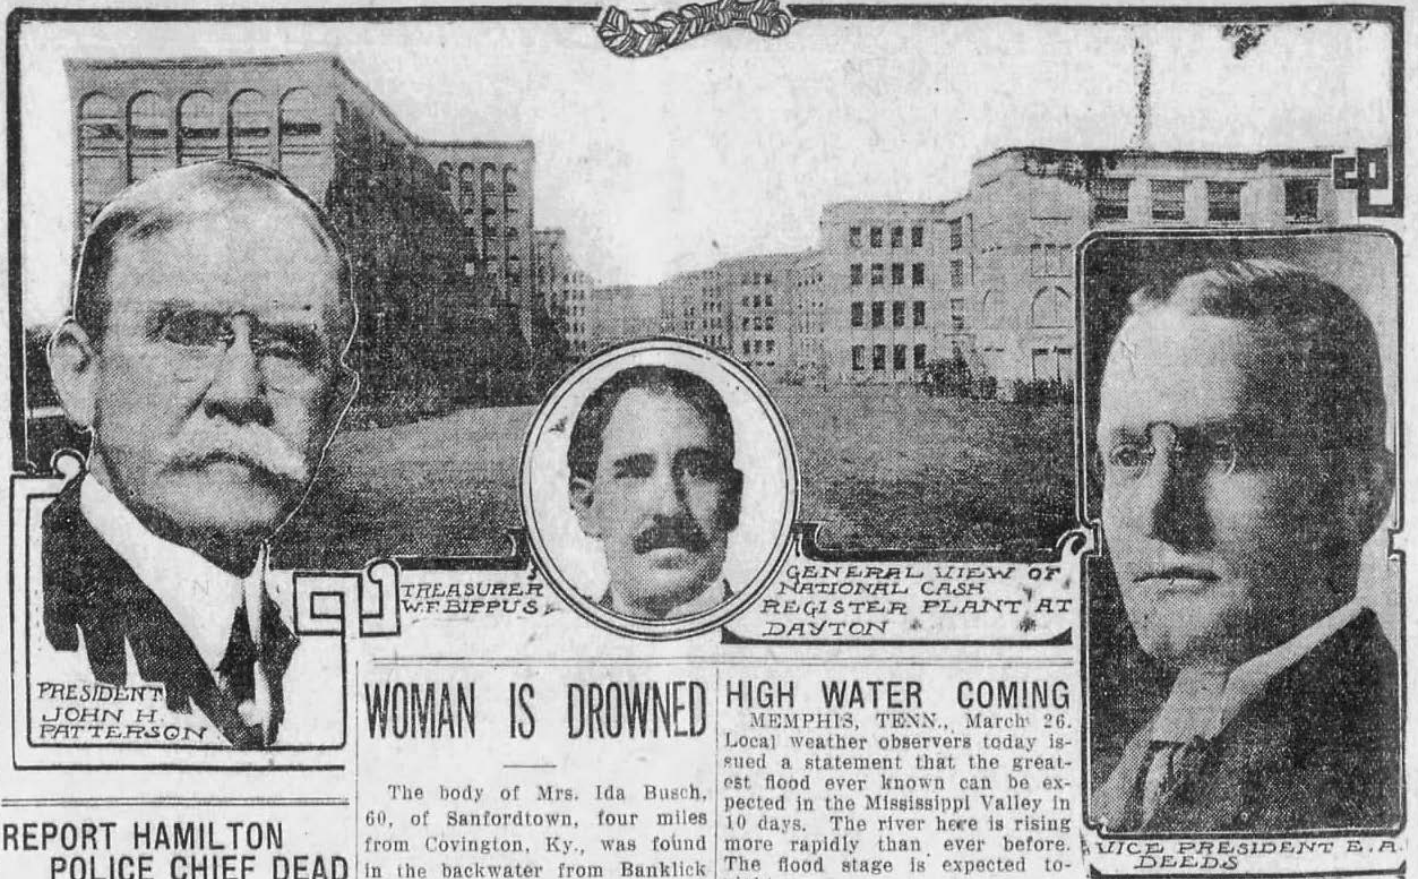 TREASURER
W.F. BIPPUS
GENERAL VIEW OF
NATIONAL CASH
REGISTER PLANT AT
DAYTON
PRESIDENT
JOHN H.
PATTERSON
VICE PRESIDENT E.A.
DEEDS
REPORT HAMILTON
POLICE CHIEF DEAD
WOMAN IS DROWNED
The body of Mrs. Ida Busch,
60, of Sanfordtown, four miles
from Covington, Ky., was found
in the backwater from Banklick
HIGH WATER COMING
MEMPHIS, TENN., March 26.
Local weather observers today is-
sued a statement that the great-
est flood ever known can be ex-
pected in the Mississippi Valley in
10 days. The river here is rising
more rapidly than ever before.
The flood stage is expected to-